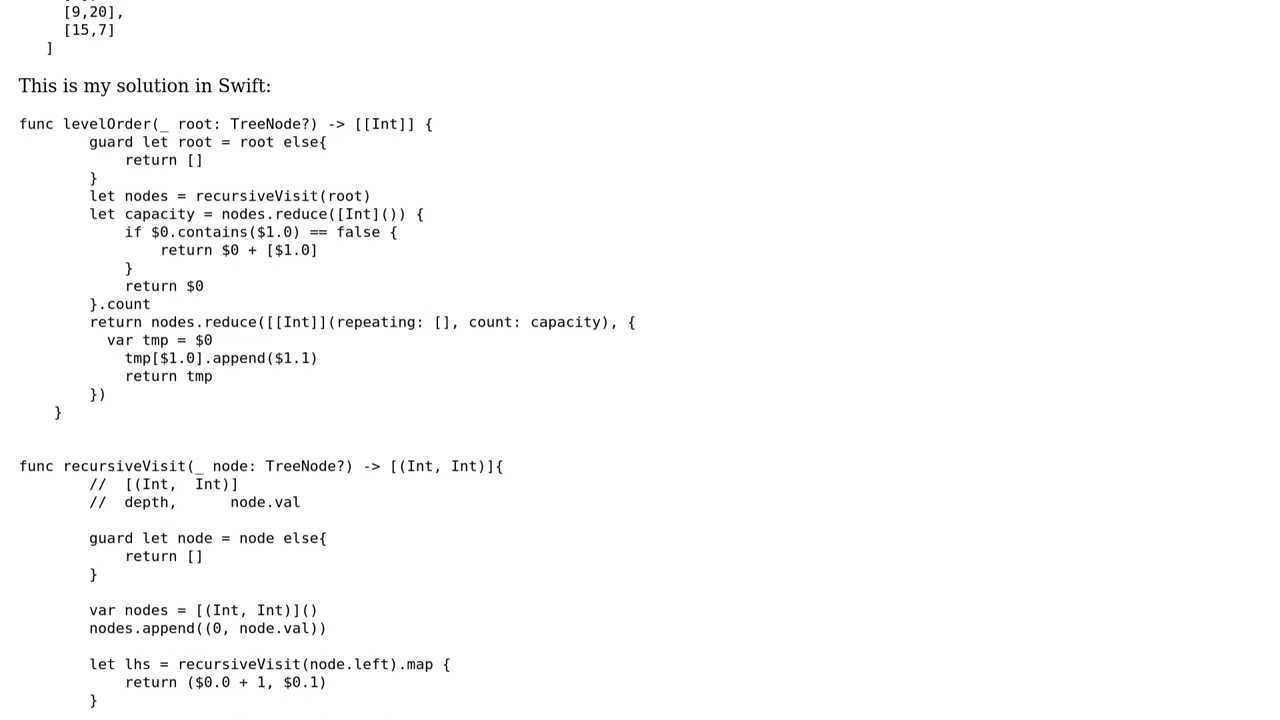 [9,20],
[15,7]
]
This is my solution in Swift:
func levelOrder(_ root: TreeNode?) -> [[Int]] {
guard let root = root else{
return []
}
let nodes = recursiveVisit(root)
let capacity = nodes.reduce([Int]()) {
if $0.contains($1.0) == false {
return $0 + [$1.0]
}
return $0
}.count
return nodes.reduce([[Int]](repeating: [], count: capacity), {
var tmp = $0
tmp[$1.0].append($1.1)
return tmp
})
}
func recursiveVisit(_ node: TreeNode?) -> [(Int, Int)]{
//  [(Int,  Int)]
//  depth,      node.val
guard let node = node else{
return []
}
var nodes = [(Int, Int)]()
nodes.append((0, node.val))
let lhs = recursiveVisit(node.left).map {
return ($0.0 + 1, $0.1)
}